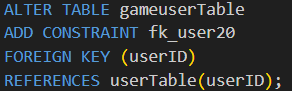 ALTER TABLE gameuserTable
ADD CONSTRAINT fk_user20
FOREIGN KEY (userID)
REFERENCES userTable(userID);